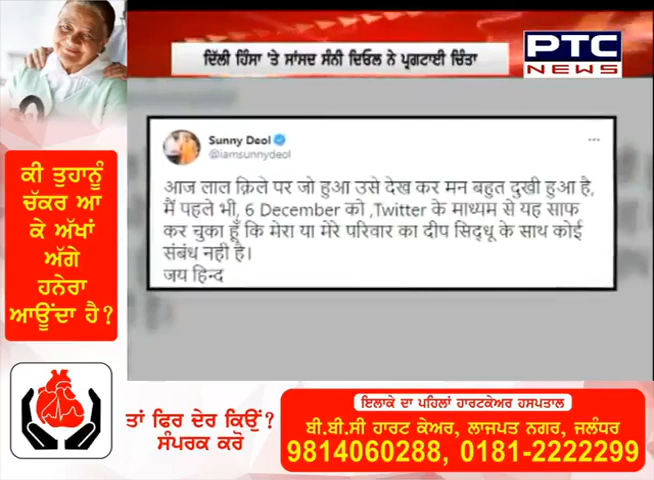 ਦਿੱਲੀ ਹਿੰਸਾ 'ਤੇ ਸਾਂਸਦ ਸੰਨੀ ਦਿਓਲ ਨੇ ਪ੍ਰਗਟਾਈ ਚਿੰਤਾ
PTC
NEWS
Sunny Deol
@iamsunnydeol
आज लाल क़िले पर जो हुआ उसे देख कर मन बहुत दुखी हुआ है,
मैं पहले भी, 6 December को ,Twitter के माध्यम से यह साफ
कर चुका हूँ कि मेरा या मेरे परिवार का दीप सिद्धू के साथ कोई
संबंध नही है।
जय हिन्द
ਕੀ ਤੁਹਾਨੂੰ
ਚੱਕਰ ਆ
ਕੇ ਅੱਖਾਂ
ਅੱਗੇ
ਹਨੇਰਾ
ਆਉਂਦਾ ਹੈ?
ਤਾਂ ਫਿਰ ਦੇਰ ਕਿਉਂ?
ਸੰਪਰਕ ਕਰੋ
ਇਲਾਕੇ ਦਾ ਪਹਿਲਾਂ ਹਾਰਟਕੇਅਰ ਹਸਪਤਾਲ
ਬੀ.ਬੀ.ਸੀ ਹਾਰਟ ਕੇਅਰ, ਲਾਜਪਤ ਨਗਰ, ਜਲੰਧਰ
9814060288, 0181-2222299